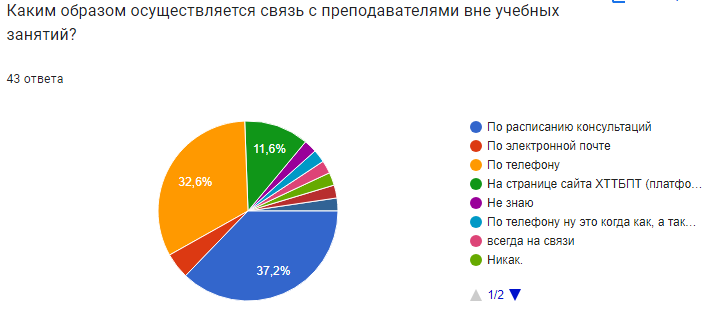 Каким образом осуществляется связь с преподавателями вне учебных
занятий?
43 ответа
11,6%
32,6%
37,2%
По расписанию консультаций
По электронной почте
По телефону
На странице сайта ХТТБПТ (платфо...
Не знаю
По телефону ну это когда как, а так...
всегда на связи
Никак.
1/2